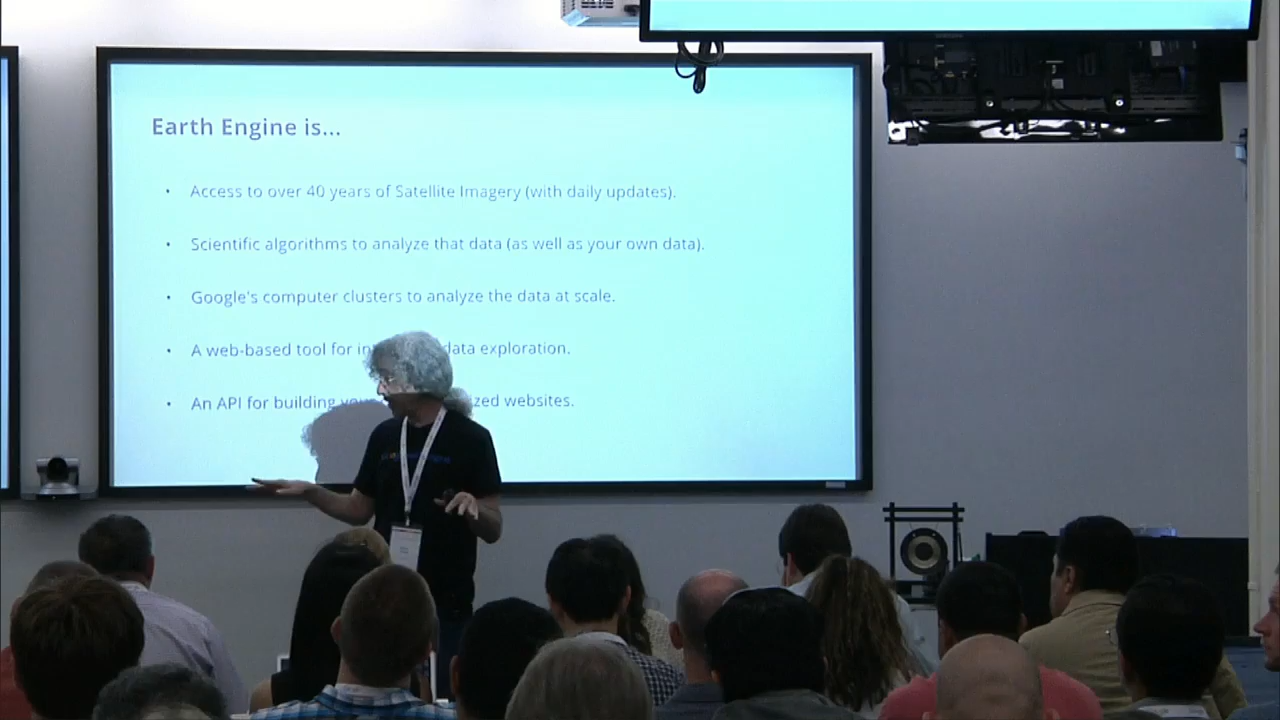 Earth Engine is...
• Access to over 40 years of Satellite Imagery (with daily updates).
• Scientific algorithms to analyze that data (as well as your own data).
• Google's computer clusters to analyze the data at scale.
• A web-based tool for data exploration.
• An API for building websites.